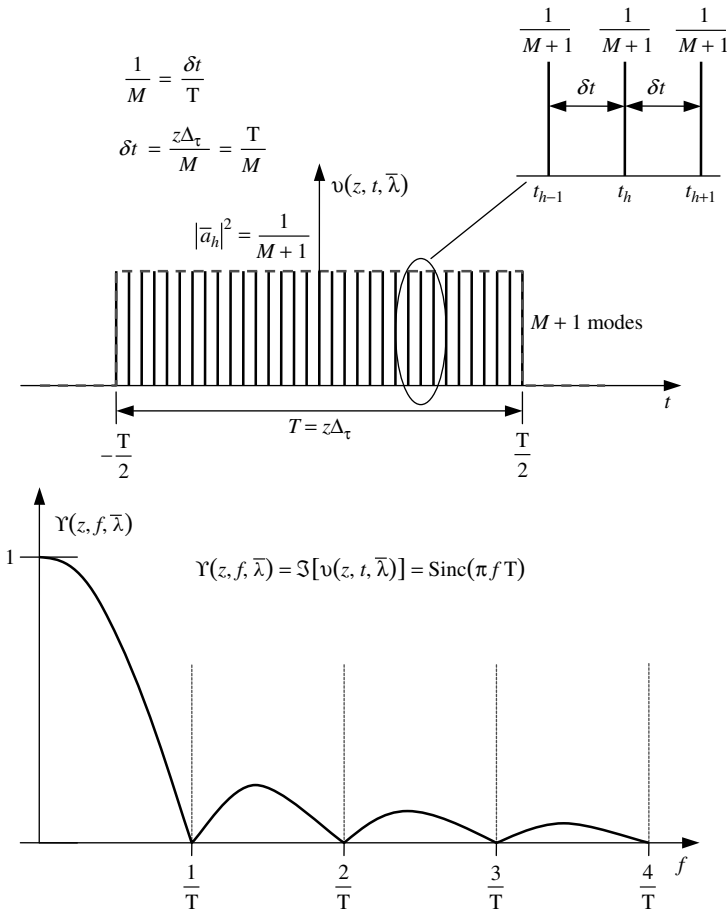 1/(M + 1) 1/(M + 1) 1/(M + 1)
δt δt
t_{h−1} t_h t_{h+1}
1/M = δt/T
δt = zΔ_τ/M = T/M
υ(z, t, λ̄)
|ā_h|² = 1/(M + 1)
M + 1 modes
t
T = zΔ_τ
−T/2 T/2
ϒ(z, f, λ̄)
1
ϒ(z, f, λ̄) = ℑ[υ(z, t, λ̄)] = Sinc(π f T)
1/T 2/T 3/T 4/T f